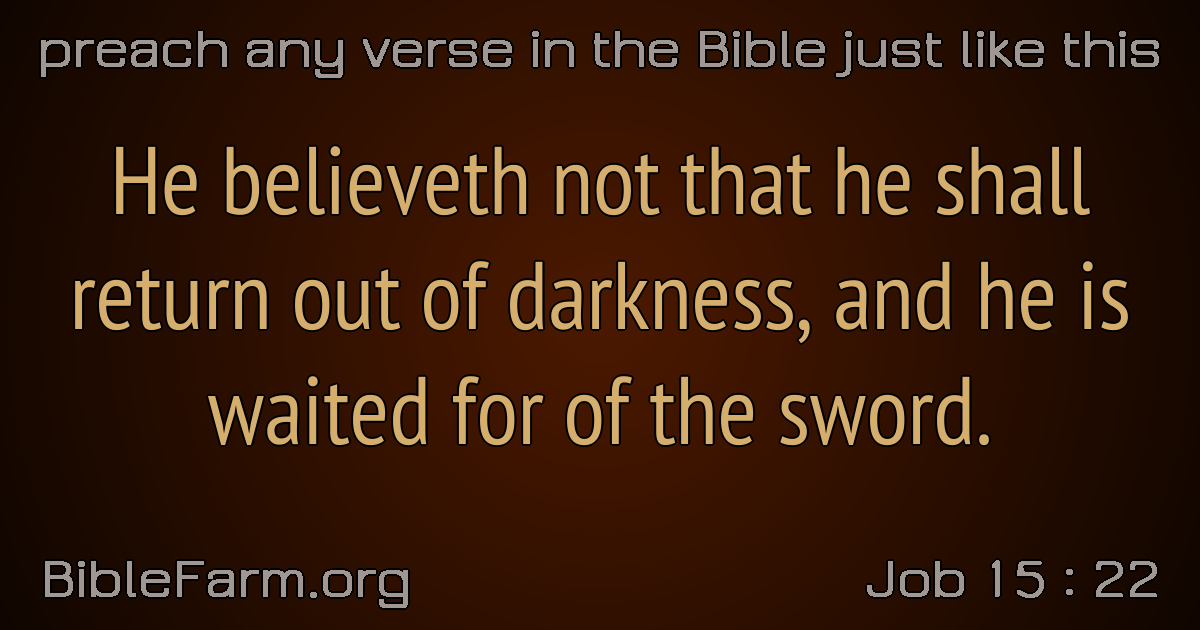 preach any verse in the Bible just like this
He believeth not that he shall
return out of darkness, and he is
waited for of the sword.
BibleFarm.org
Job 15 : 22